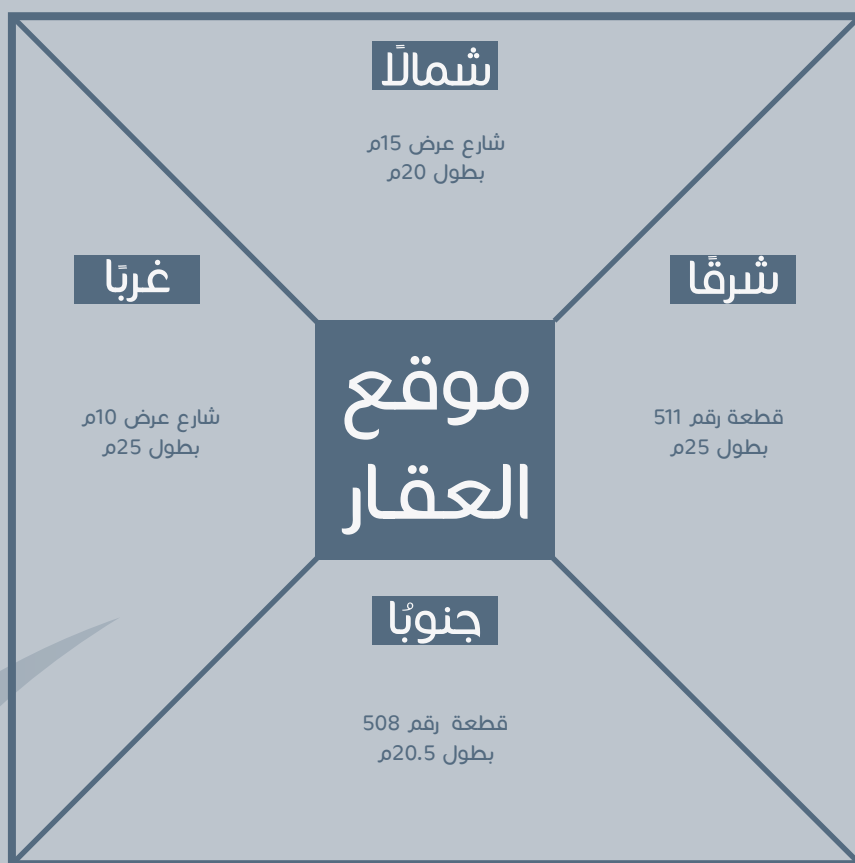 شمالًا
شارع عرض 15م
بطول 20م
شرقًا
قطعة رقم 511
بطول 25م
موقع
العقار
غربًا
شارع عرض 10م
بطول 25م
جنوبًا
قطعة رقم 508
بطول 20.5م